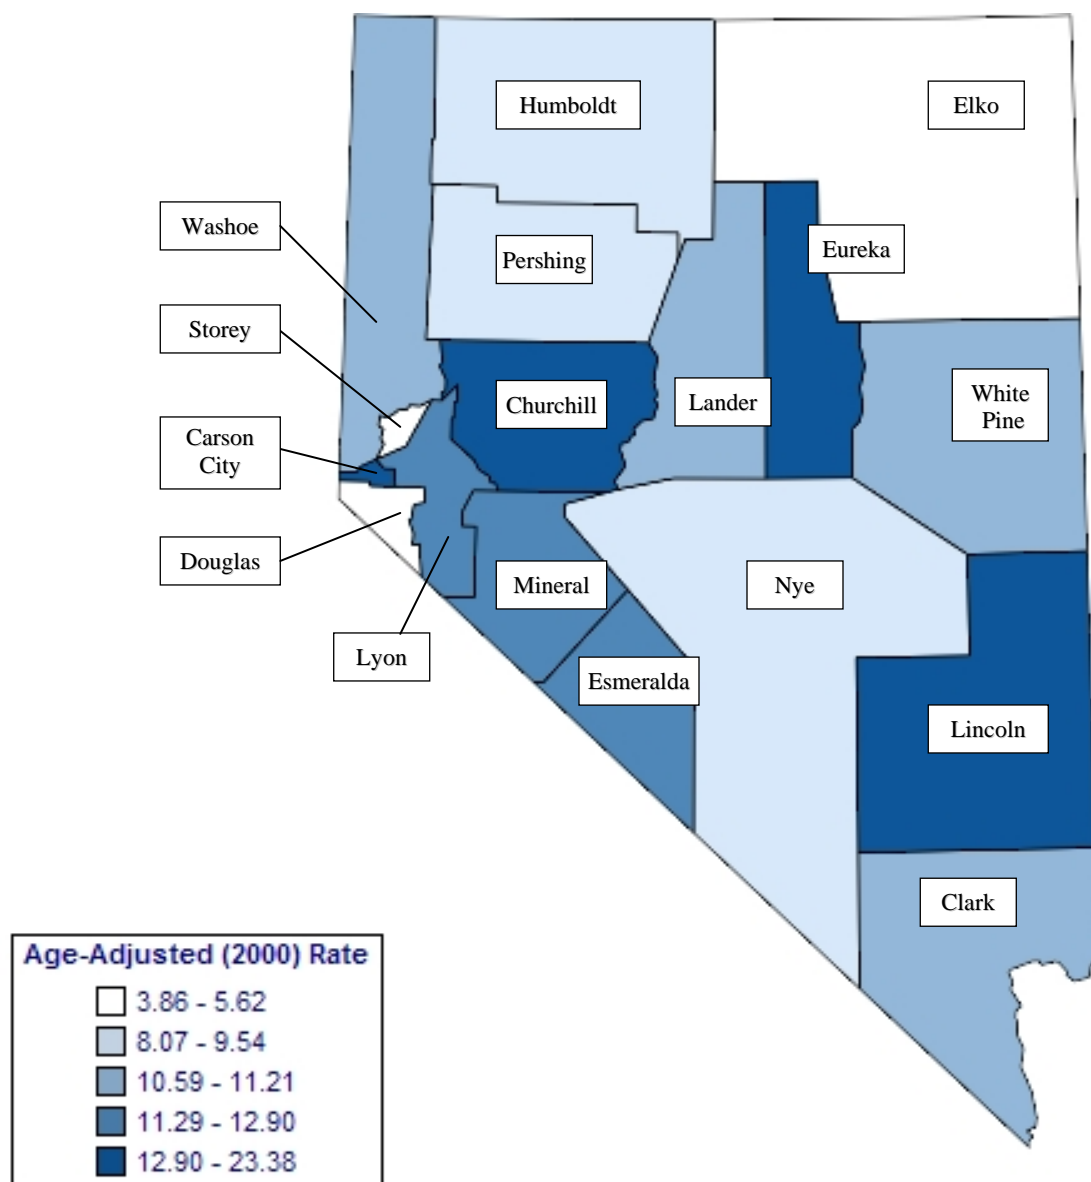 Humboldt
Elko
Washoe
Eureka
Pershing
Storey
Churchill
Lander
White
Pine
Carson
City
Douglas
Mineral
Nye
Lyon
Esmeralda
Lincoln
Clark
Age-Adjusted (2000) Rate
3.86 - 5.62
8.07 - 9.54
10.59 - 11.21
11.29 - 12.90
12.90 - 23.38